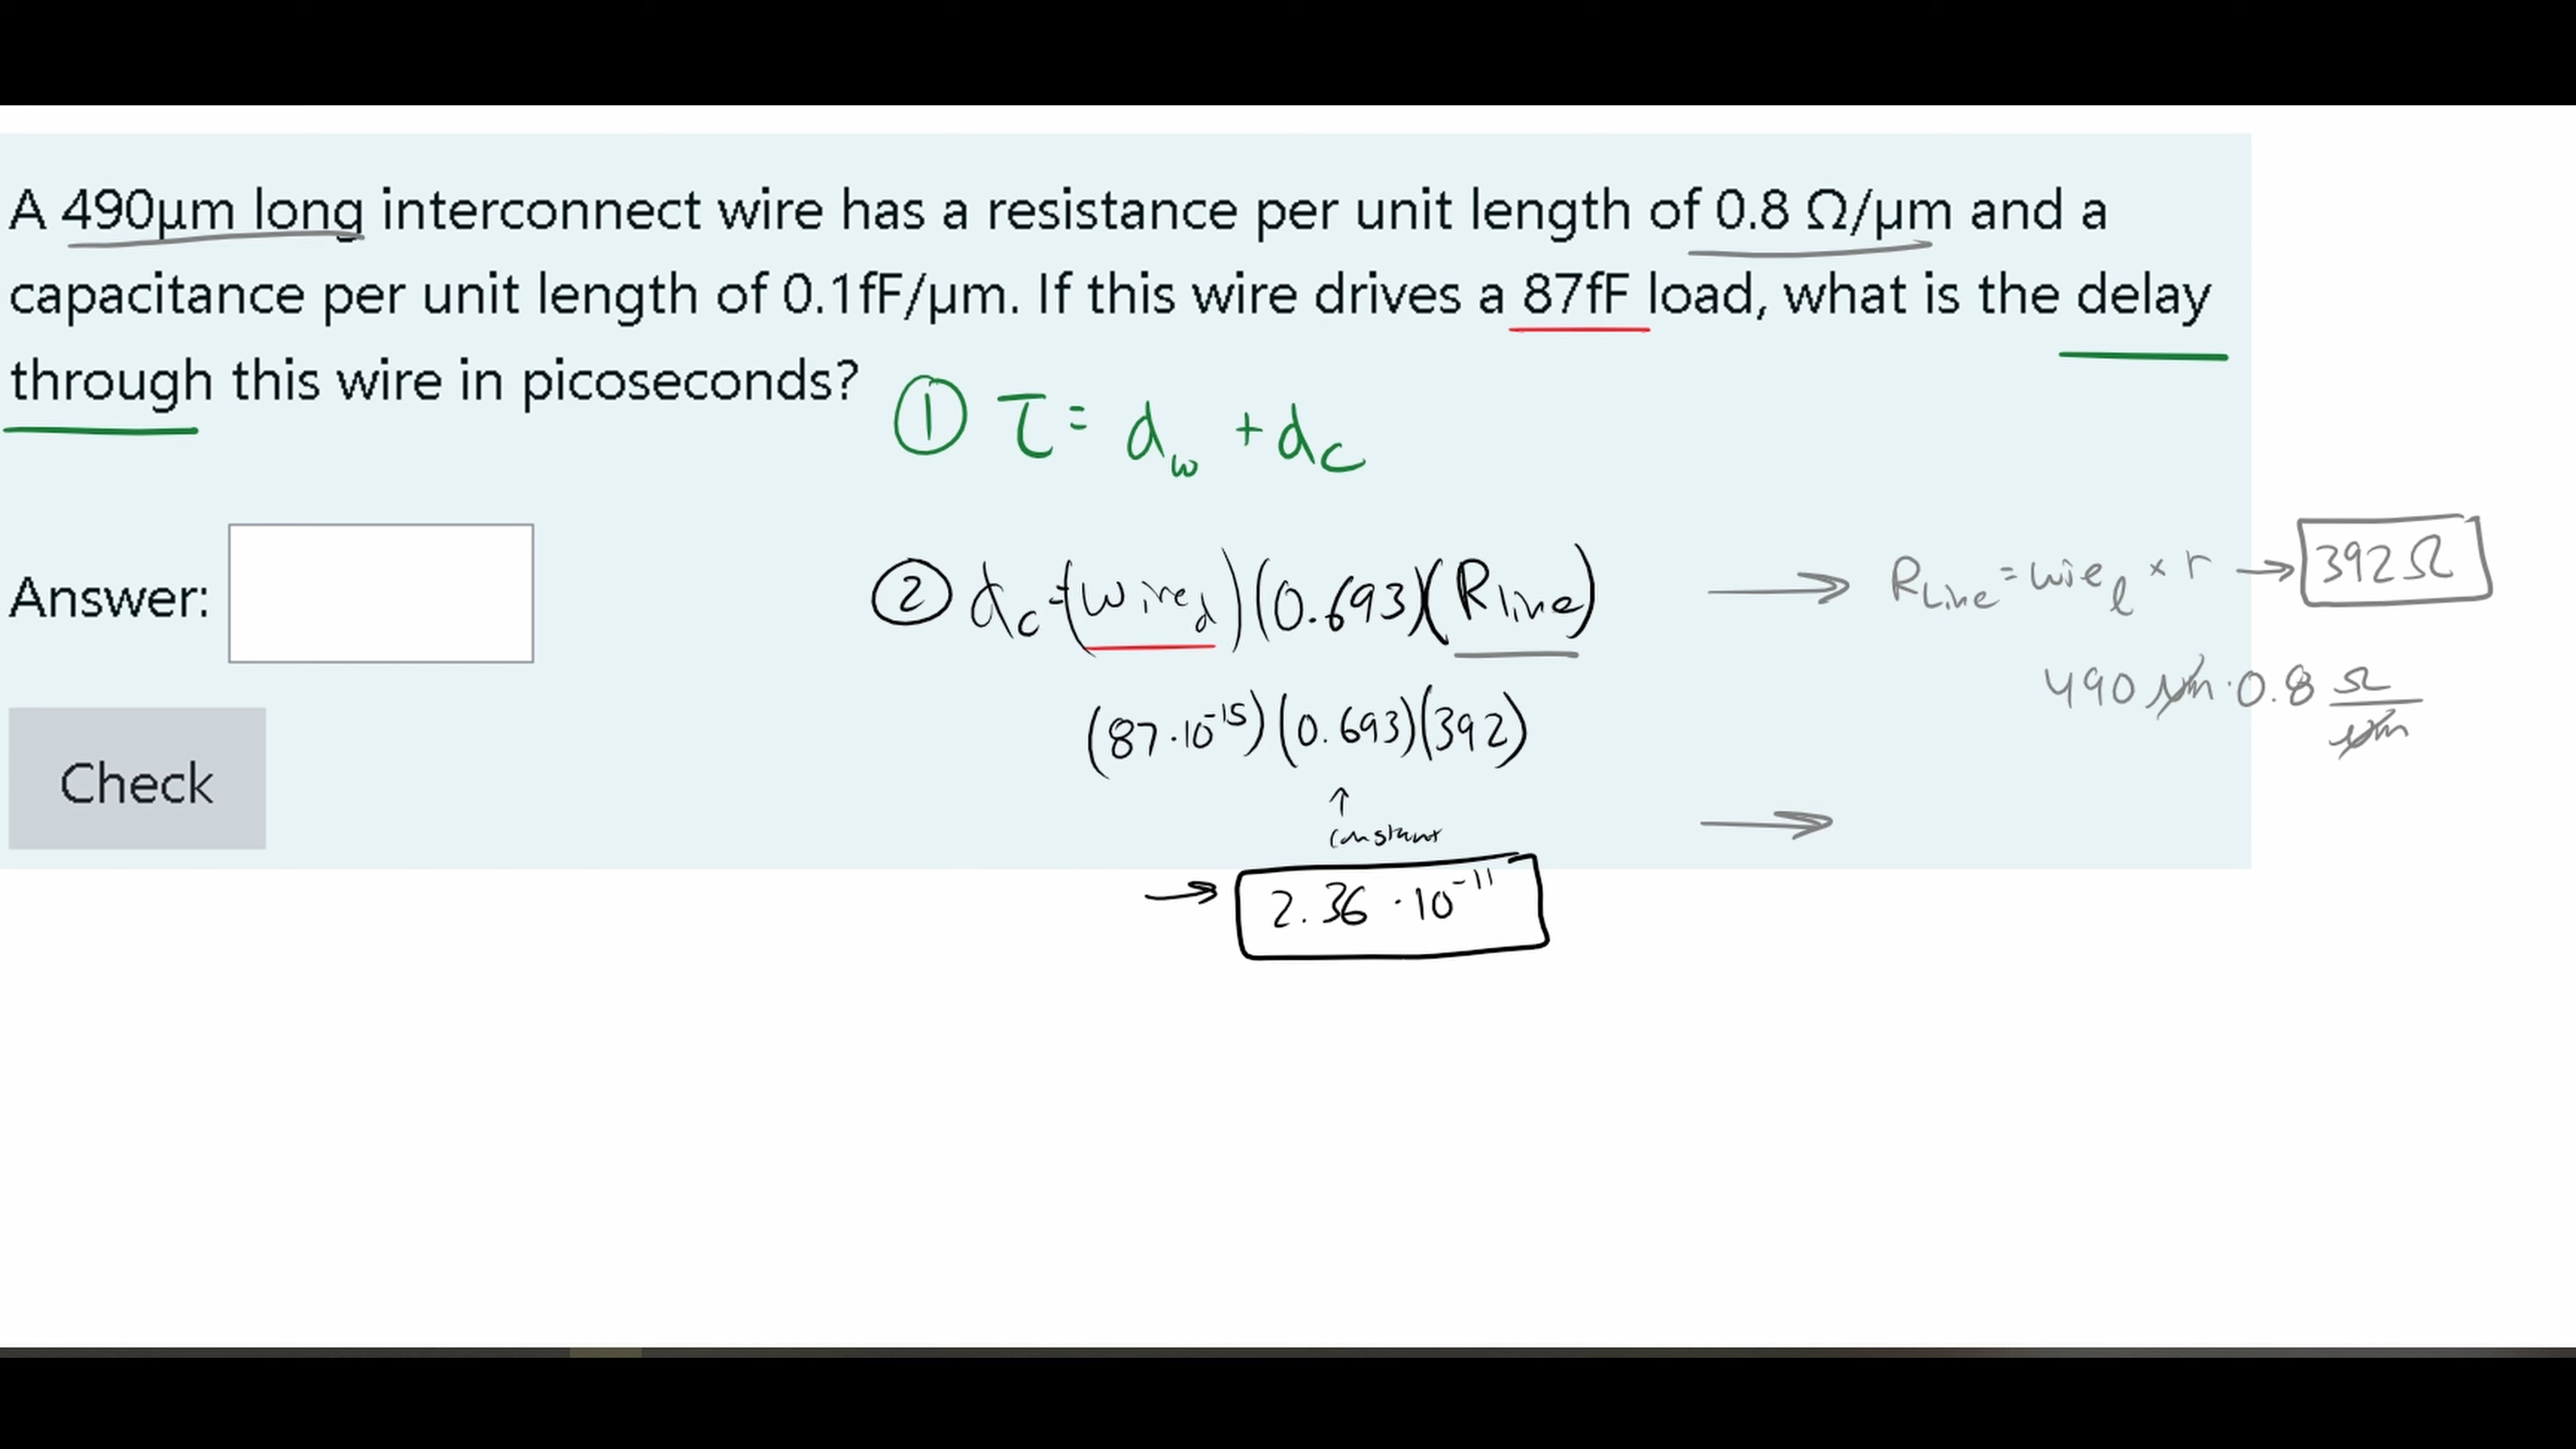 A 490μm long interconnect wire has a resistance per unit length of 0.8 Ω/μm and a
capacitance per unit length of 0.1fF/μm. If this wire drives a 87fF load, what is the delay
through this wire in picoseconds?
① τ = d_w + d_c
Answer:
② d_c = (wire_d)(0.693)(R_line) → R_Line = wire_l × r → 392Ω
(87·10^-15)(0.693)(392)
490 μm · 0.8 Ω/μm
Check
↑
constant
→
→ 2.36 · 10^-11